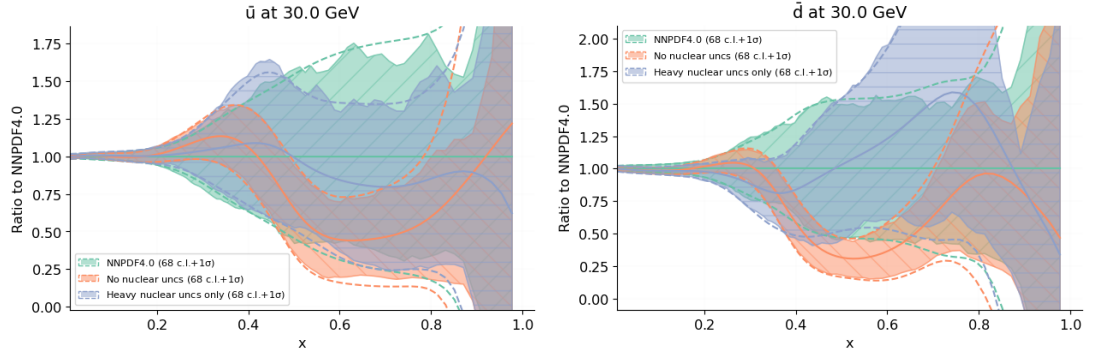 ū at 30.0 GeV
Ratio to NNPDF4.0
1.75
1.50
1.25
1.00
0.75
0.50
0.25
0.00
NNPDF4.0 (68 c.l.+1σ)
No nuclear uncs (68 c.l.+1σ)
Heavy nuclear uncs only (68 c.l.+1σ)
0.2 0.4 0.6 0.8 1.0
x
d̄ at 30.0 GeV
Ratio to NNPDF4.0
2.00
1.75
1.50
1.25
1.00
0.75
0.50
0.25
0.00
NNPDF4.0 (68 c.l.+1σ)
No nuclear uncs (68 c.l.+1σ)
Heavy nuclear uncs only (68 c.l.+1σ)
0.2 0.4 0.6 0.8 1.0
x